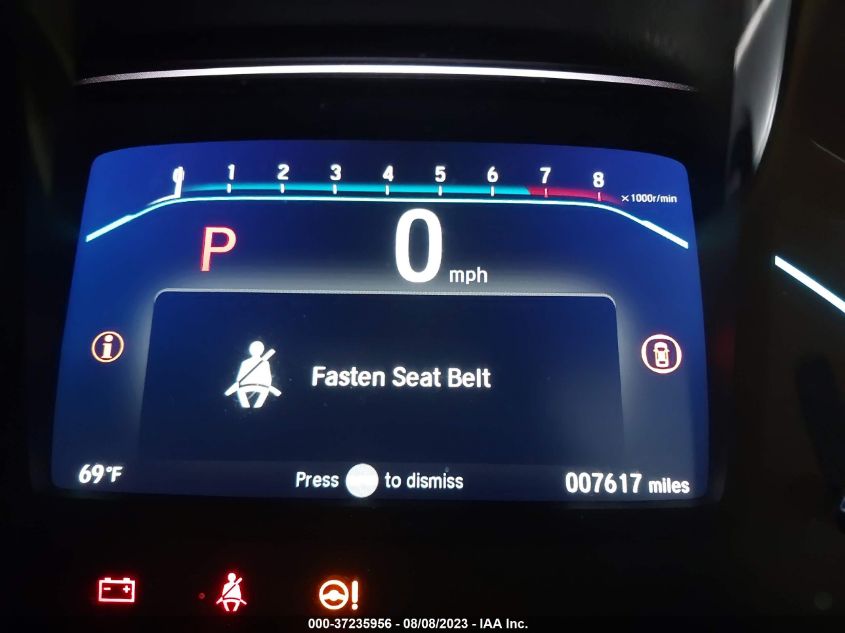 0 1 2 3 4 5 6 7 8 ×1000r/min
P 0 mph
Fasten Seat Belt
69°F Press to dismiss 007617 miles
000-37235956 - 08/08/2023 - IAA Inc.